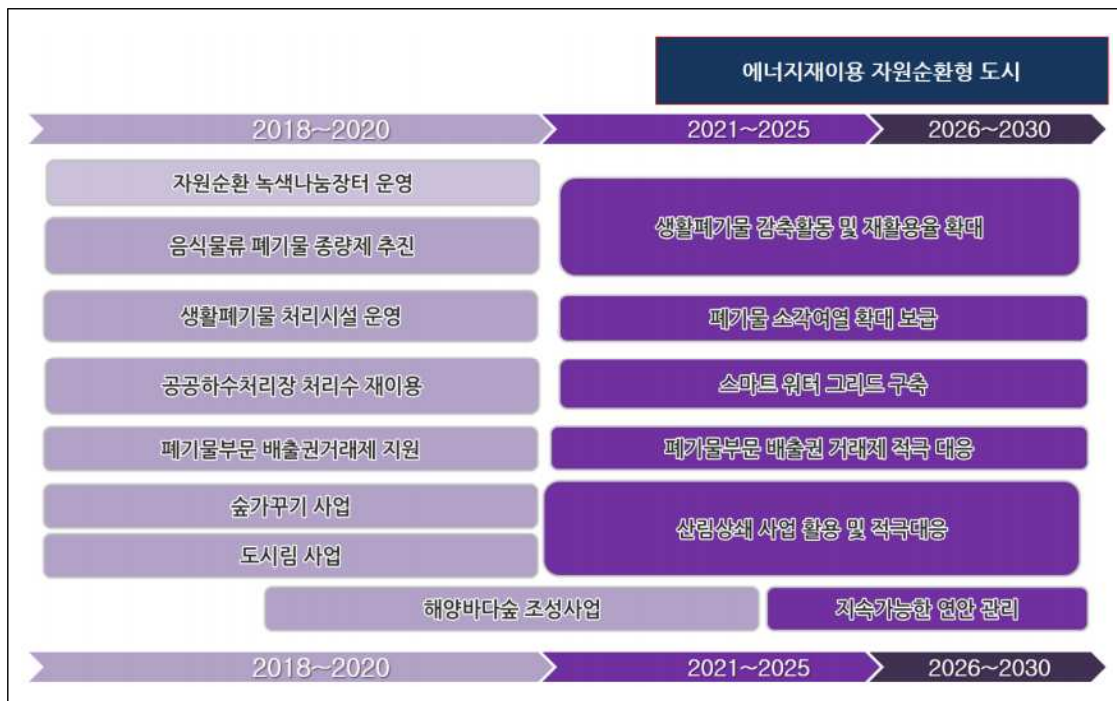 에너지재이용 자원순환형 도시
2018~2020 2021~2025 2026~2030
자원순환 녹색나눔장터 운영
음식물류 폐기물 종량제 추진
생활폐기물 감축활동 및 재활용율 확대
생활폐기물 처리시설 운영
폐기물 소각여열 확대 보급
공공하수처리장 처리수 재이용
스마트 워터 그리드 구축
폐기물부문 배출권거래제 지원
폐기물부문 배출권 거래제 적극 대응
숲가꾸기 사업
도시림 사업
산림상쇄 사업 활용 및 적극대응
해양바다숲 조성사업
지속가능한 연안 관리
2018~2020 2021~2025 2026~2030